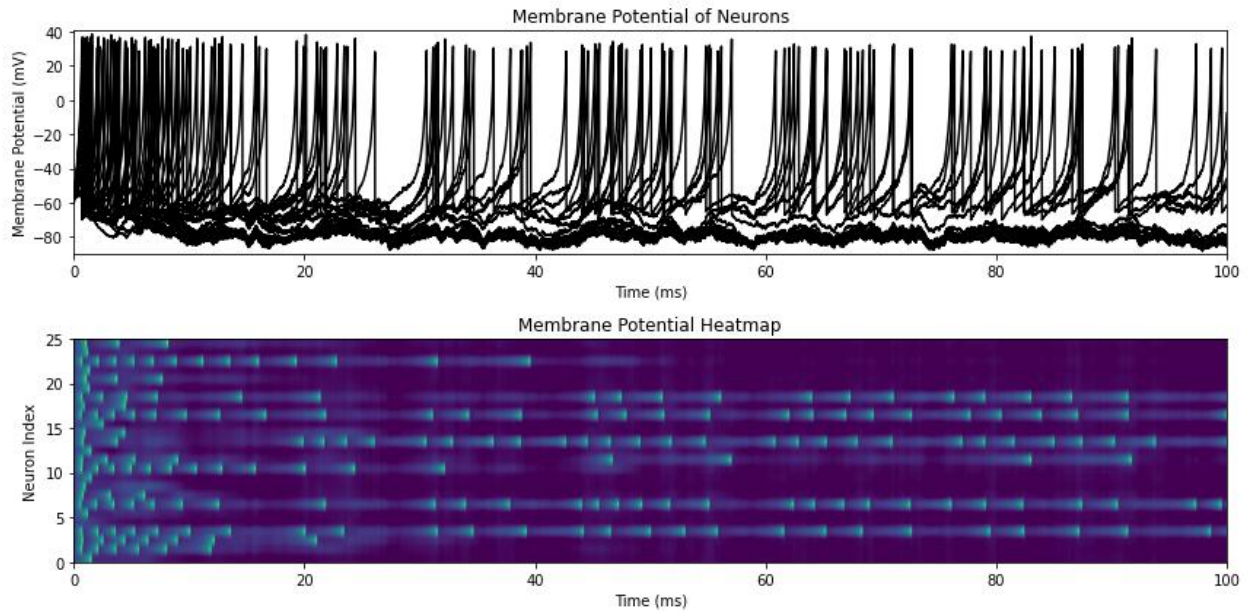 Membrane Potential of Neurons
Membrane Potential (mV)
40
20
0
−20
−40
−60
−80
0 20 40 60 80 100
Time (ms)
Membrane Potential Heatmap
Neuron Index
25
20
15
10
5
0
0 20 40 60 80 100
Time (ms)